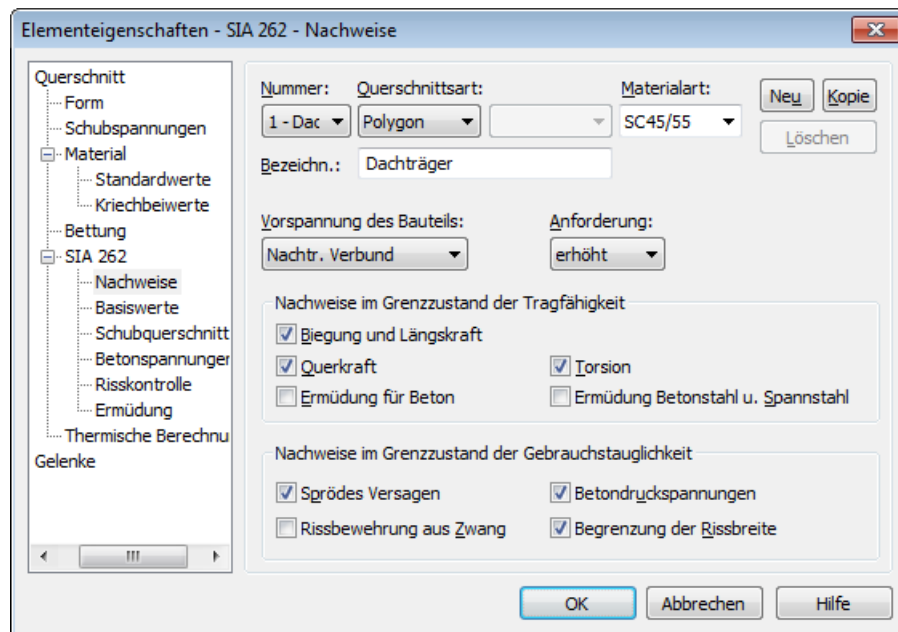 Elementeigenschaften - SIA 262 - Nachweise
Querschnitt
Form
Schubspannungen
Material
Standardwerte
Kriechbeiwerte
Bettung
SIA 262
Nachweise
Basiswerte
Schubquerschnitt
Betonspannunger
Risskontrolle
Ermüdung
Thermische Berechnu
Gelenke
Nummer: Querschnittsart: Materialart:
1 - Dac Polygon SC45/55
Neu Kopie
Löschen
Bezeichn.: Dachträger
Vorspannung des Bauteils: Anforderung:
Nachtr. Verbund erhöht
Nachweise im Grenzzustand der Tragfähigkeit
Biegung und Längskraft
Querkraft Torsion
Ermüdung für Beton Ermüdung Betonstahl u. Spannstahl
Nachweise im Grenzzustand der Gebrauchstauglichkeit
Sprödes Versagen Betondruckspannungen
Rissbewehrung aus Zwang Begrenzung der Rissbreite
OK Abbrechen Hilfe